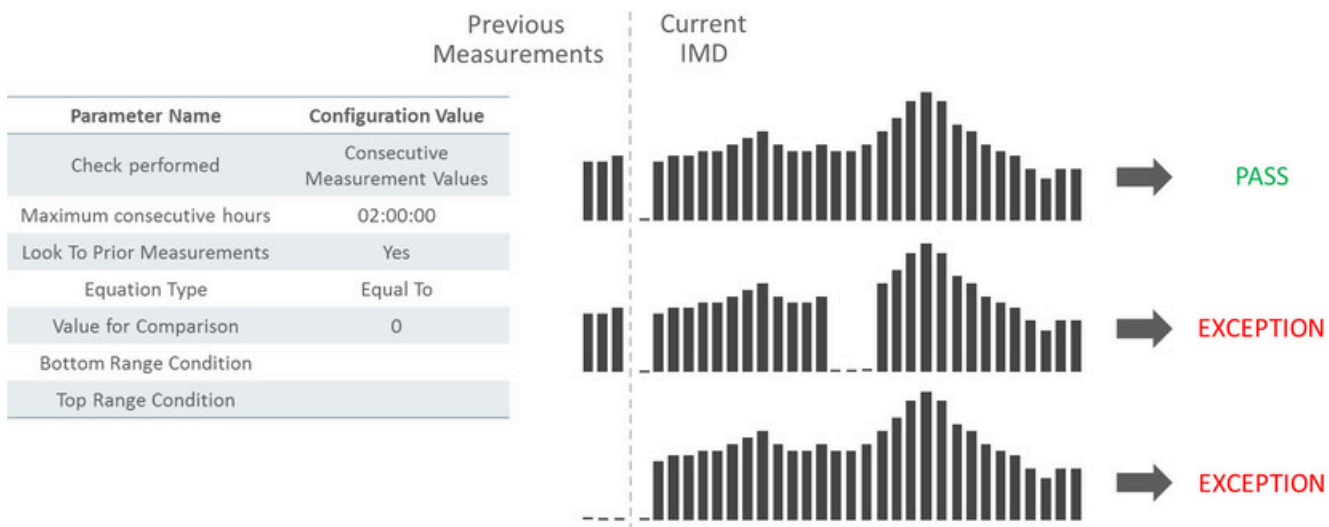 Previous
Measurements
Current
IMD
Parameter Name Configuration Value
Check performed Consecutive
Measurement Values
Maximum consecutive hours 02:00:00
Look To Prior Measurements Yes
Equation Type Equal To
Value for Comparison 0
Bottom Range Condition
Top Range Condition
PASS
EXCEPTION
EXCEPTION